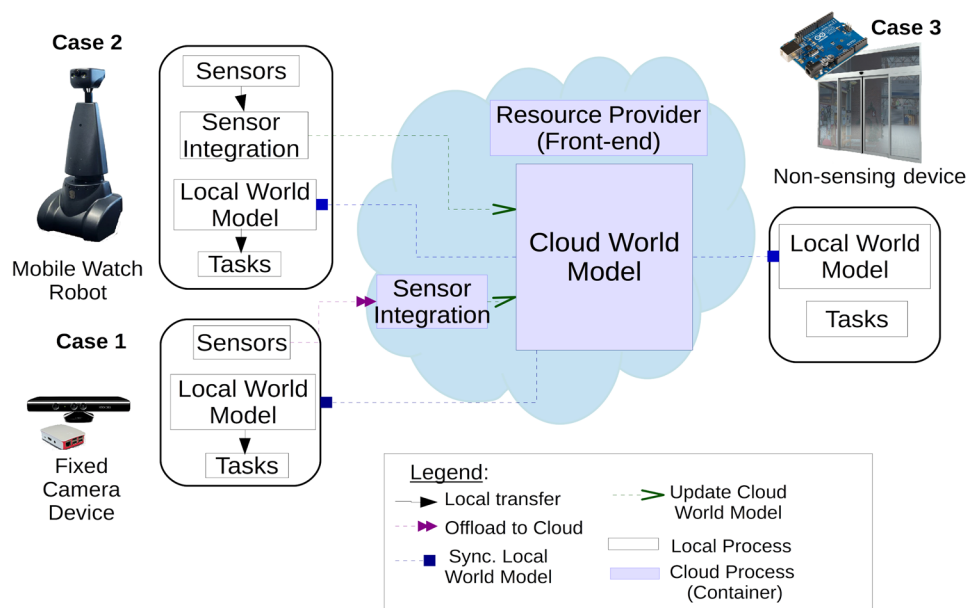 Case 2
Sensors
Sensor
Integration
Local World
Model
Tasks
Mobile Watch
Robot
Resource Provider
(Front-end)
Cloud World
Model
Sensor
Integration
Case 3
Non-sensing device
Local World
Model
Tasks
Case 1
Sensors
Local World
Model
Tasks
Fixed
Camera
Device
Legend:
Local transfer
Offload to Cloud
Sync. Local
World Model
Update Cloud
World Model
Local Process
Cloud Process
(Container)